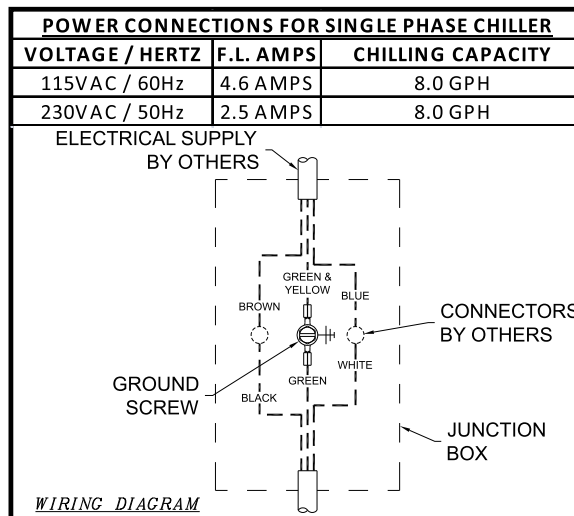 POWER CONNECTIONS FOR SINGLE PHASE CHILLER
VOLTAGE / HERTZ F.L. AMPS CHILLING CAPACITY
115VAC / 60Hz 4.6 AMPS 8.0 GPH
230VAC / 50Hz 2.5 AMPS 8.0 GPH
ELECTRICAL SUPPLY
BY OTHERS
GREEN &
YELLOW
BROWN
BLUE
CONNECTORS
BY OTHERS
WHITE
GROUND
SCREW
GREEN
BLACK
JUNCTION
BOX
WIRING DIAGRAM